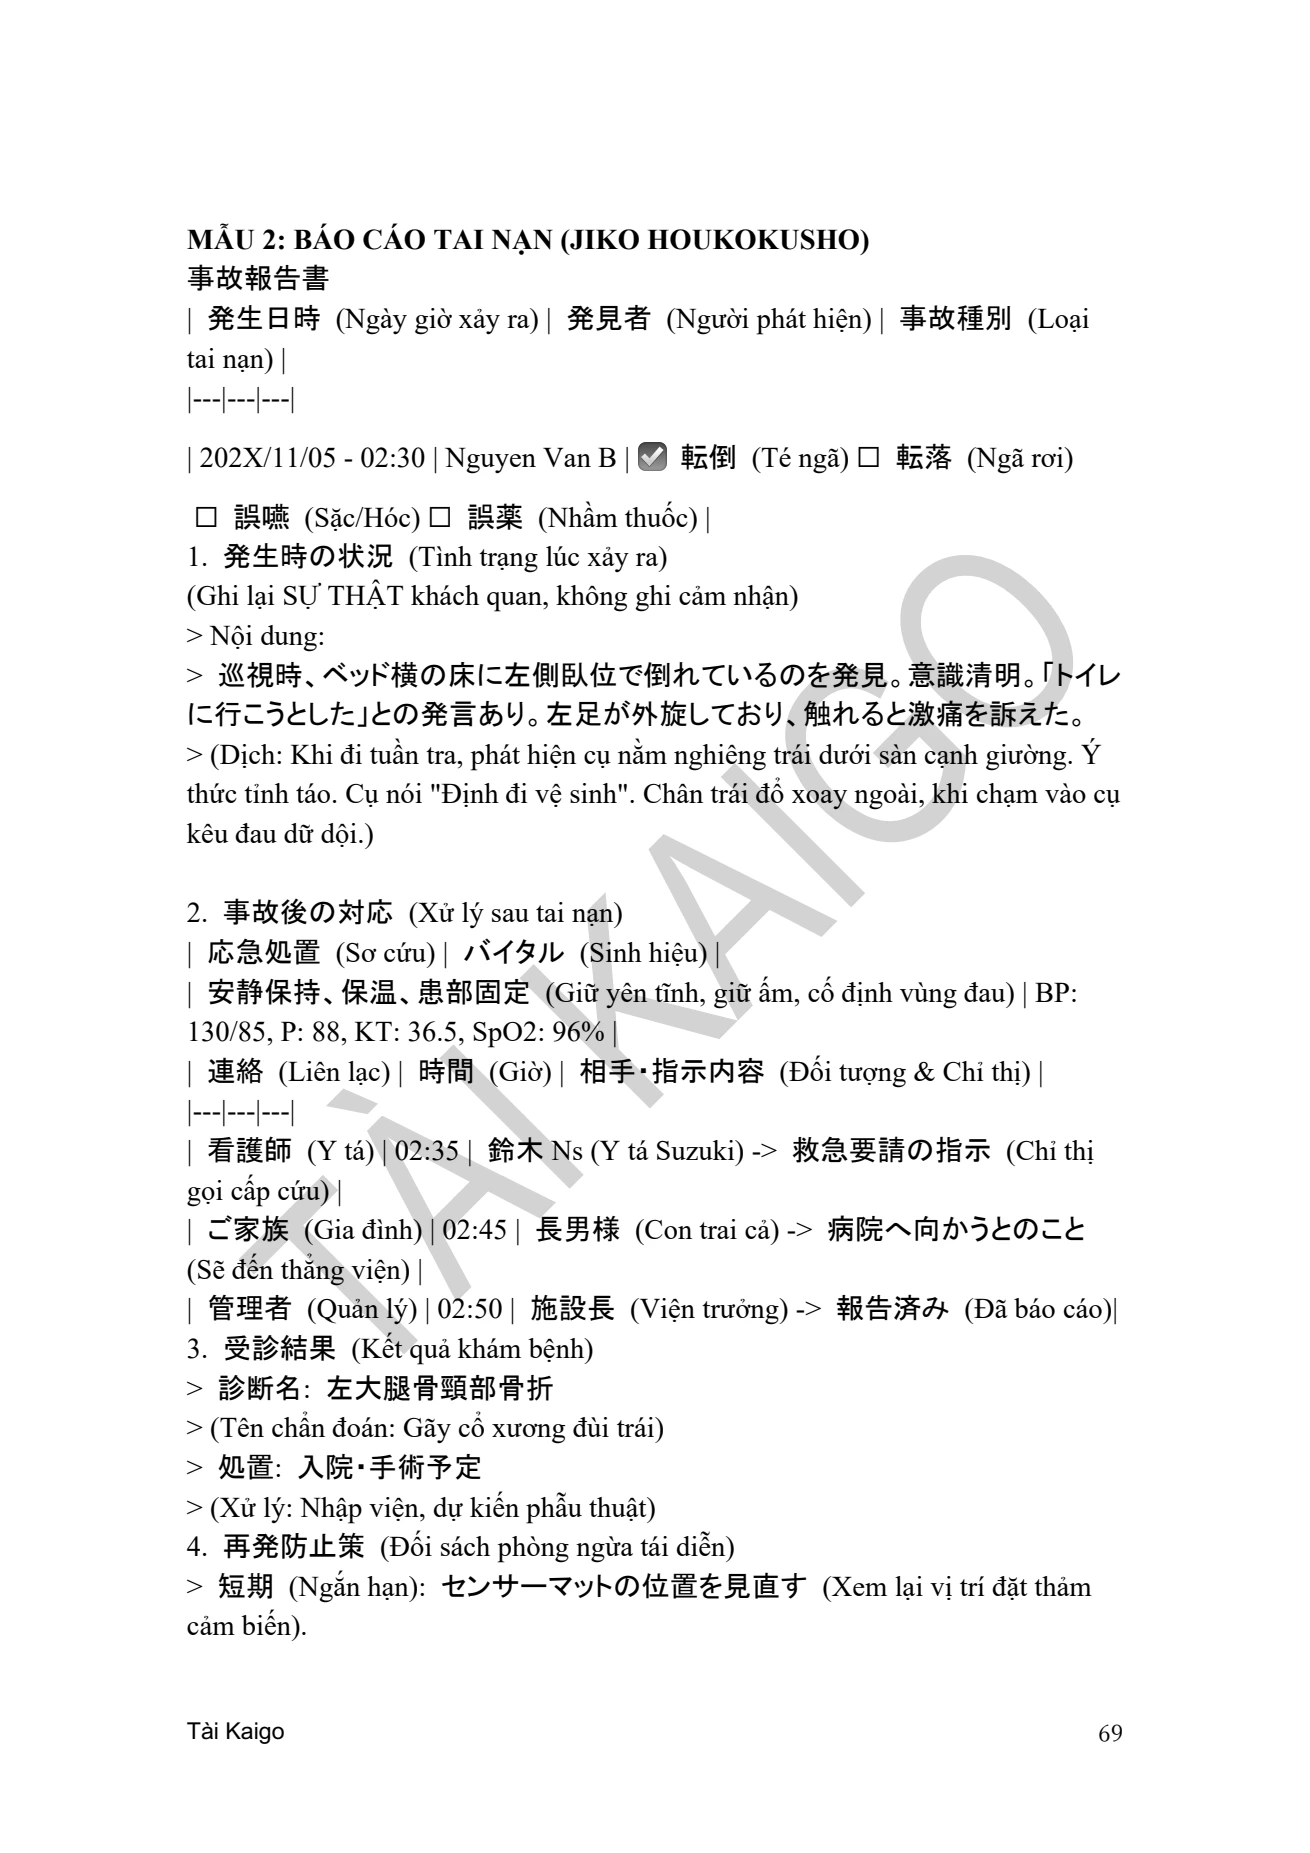 MẪU 2: BÁO CÁO TAI NẠN (JIKO HOUKOKUSHO)
事故報告書
| 発生日時 (Ngày giờ xảy ra) | 発見者 (Người phát hiện) | 事故種別 (Loại
tai nạn) |
|---|---|---|
| 202X/11/05 - 02:30 | Nguyen Van B | ☑ 転倒 (Té ngã) ☐ 転落 (Ngã rơi)
☐ 誤嚥 (Sặc/Hóc) ☐ 誤薬 (Nhầm thuốc) |
1. 発生時の状況 (Tình trạng lúc xảy ra)
(Ghi lại SỰ THẬT khách quan, không ghi cảm nhận)
> Nội dung:
> 巡視時、ベッド横の床に左側臥位で倒れているのを発見。意識清明。「トイレ
に行こうとした」との発言あり。左足が外旋しており、触れると激痛を訴えた。
> (Dịch: Khi đi tuần tra, phát hiện cụ nằm nghiêng trái dưới sàn cạnh giường. Ý
thức tỉnh táo. Cụ nói "Định đi vệ sinh". Chân trái đổ xoay ngoài, khi chạm vào cụ
kêu đau dữ dội.)
2. 事故後の対応 (Xử lý sau tai nạn)
| 応急処置 (Sơ cứu) | バイタル (Sinh hiệu) |
| 安静保持、保温、患部固定 (Giữ yên tĩnh, giữ ấm, cố định vùng đau) | BP:
130/85, P: 88, KT: 36.5, SpO2: 96% |
| 連絡 (Liên lạc) | 時間 (Giờ) | 相手・指示内容 (Đối tượng & Chỉ thị) |
|---|---|---|
| 看護師 (Y tá) | 02:35 | 鈴木 Ns (Y tá Suzuki) -> 救急要請の指示 (Chỉ thị
gọi cấp cứu) |
| ご家族 (Gia đình) | 02:45 | 長男様 (Con trai cả) -> 病院へ向かうとのこと
(Sẽ đến thẳng viện) |
| 管理者 (Quản lý) | 02:50 | 施設長 (Viện trưởng) -> 報告済み (Đã báo cáo)|
3. 受診結果 (Kết quả khám bệnh)
> 診断名: 左大腿骨頸部骨折
> (Tên chẩn đoán: Gãy cổ xương đùi trái)
> 処置: 入院・手術予定
> (Xử lý: Nhập viện, dự kiến phẫu thuật)
4. 再発防止策 (Đối sách phòng ngừa tái diễn)
> 短期 (Ngắn hạn): センサーマットの位置を見直す (Xem lại vị trí đặt thảm
cảm biến).
TÀI KAIGO
Tài Kaigo
69